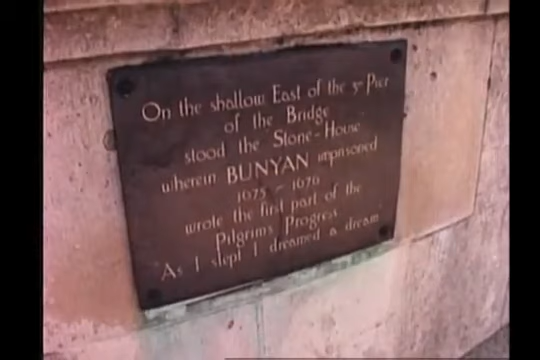 On the shallow East of the 3rd Pier
of the Bridge
stood the Stone-House
wherein BUNYAN imprisoned
1675 - 1676
wrote the first part of the
Pilgrims Progress
As I slept I dreamed a dream